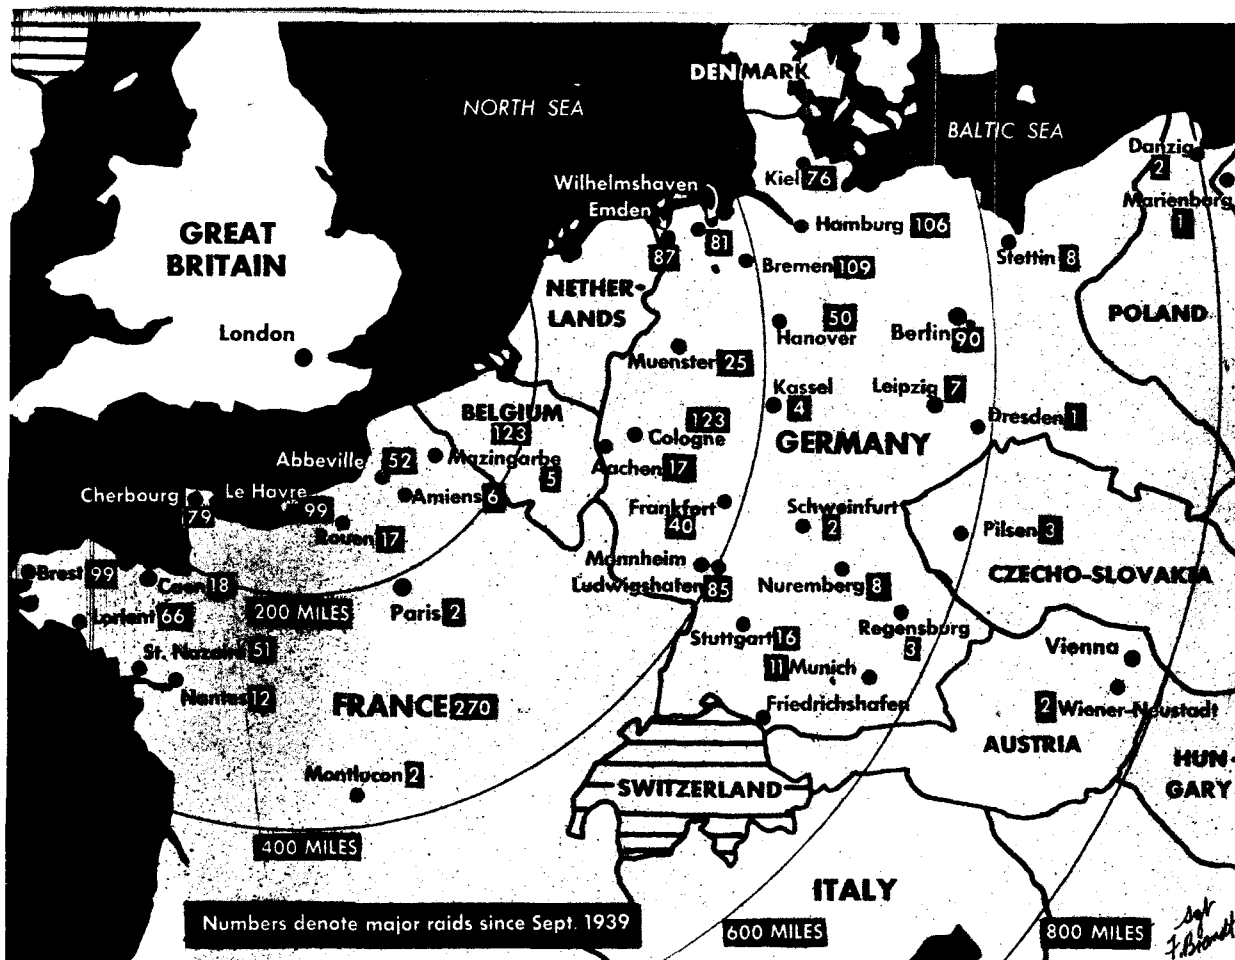 DENMARK
NORTH SEA
BALTIC SEA
Danzig
2
Kiel 76
Wilhelmshaven
Emden
Marienbarg
1
GREAT
BRITAIN
Hamburg 106
87
81
Stettin 8
Bremen 109
NETHER-
LANDS
POLAND
London
50
Hanover
Berlin
90
Muenster 25
Kassel
4
Leipzig 7
BELGIUM
123
123
Cologne
Dresden 1
GERMANY
Abbeville 52
Mazingarbe
5
Aachen 17
Cherbourg
79
Le Havre
99
Amiens 6
Frankfort
40
Schweinfurt
2
Rouen 17
Pilsen 3
Mannheim
Ludwigshafen 85
Brest 99
Caen 18
Nuremberg 8
CZECHO-SLOVAKIA
200 MILES
Paris 2
Lorient 66
Stuttgart 16
Regensburg
3
St. Nazaire 51
11 Munich
Vienna
Nantes 12
FRANCE 270
Friedrichshafen
2 Wiener-Neustadt
AUSTRIA
HUN-
GARY
Montlucon 2
SWITZERLAND
400 MILES
ITALY
Numbers denote major raids since Sept. 1939
600 MILES
800 MILES
Sgt
F. Brandt